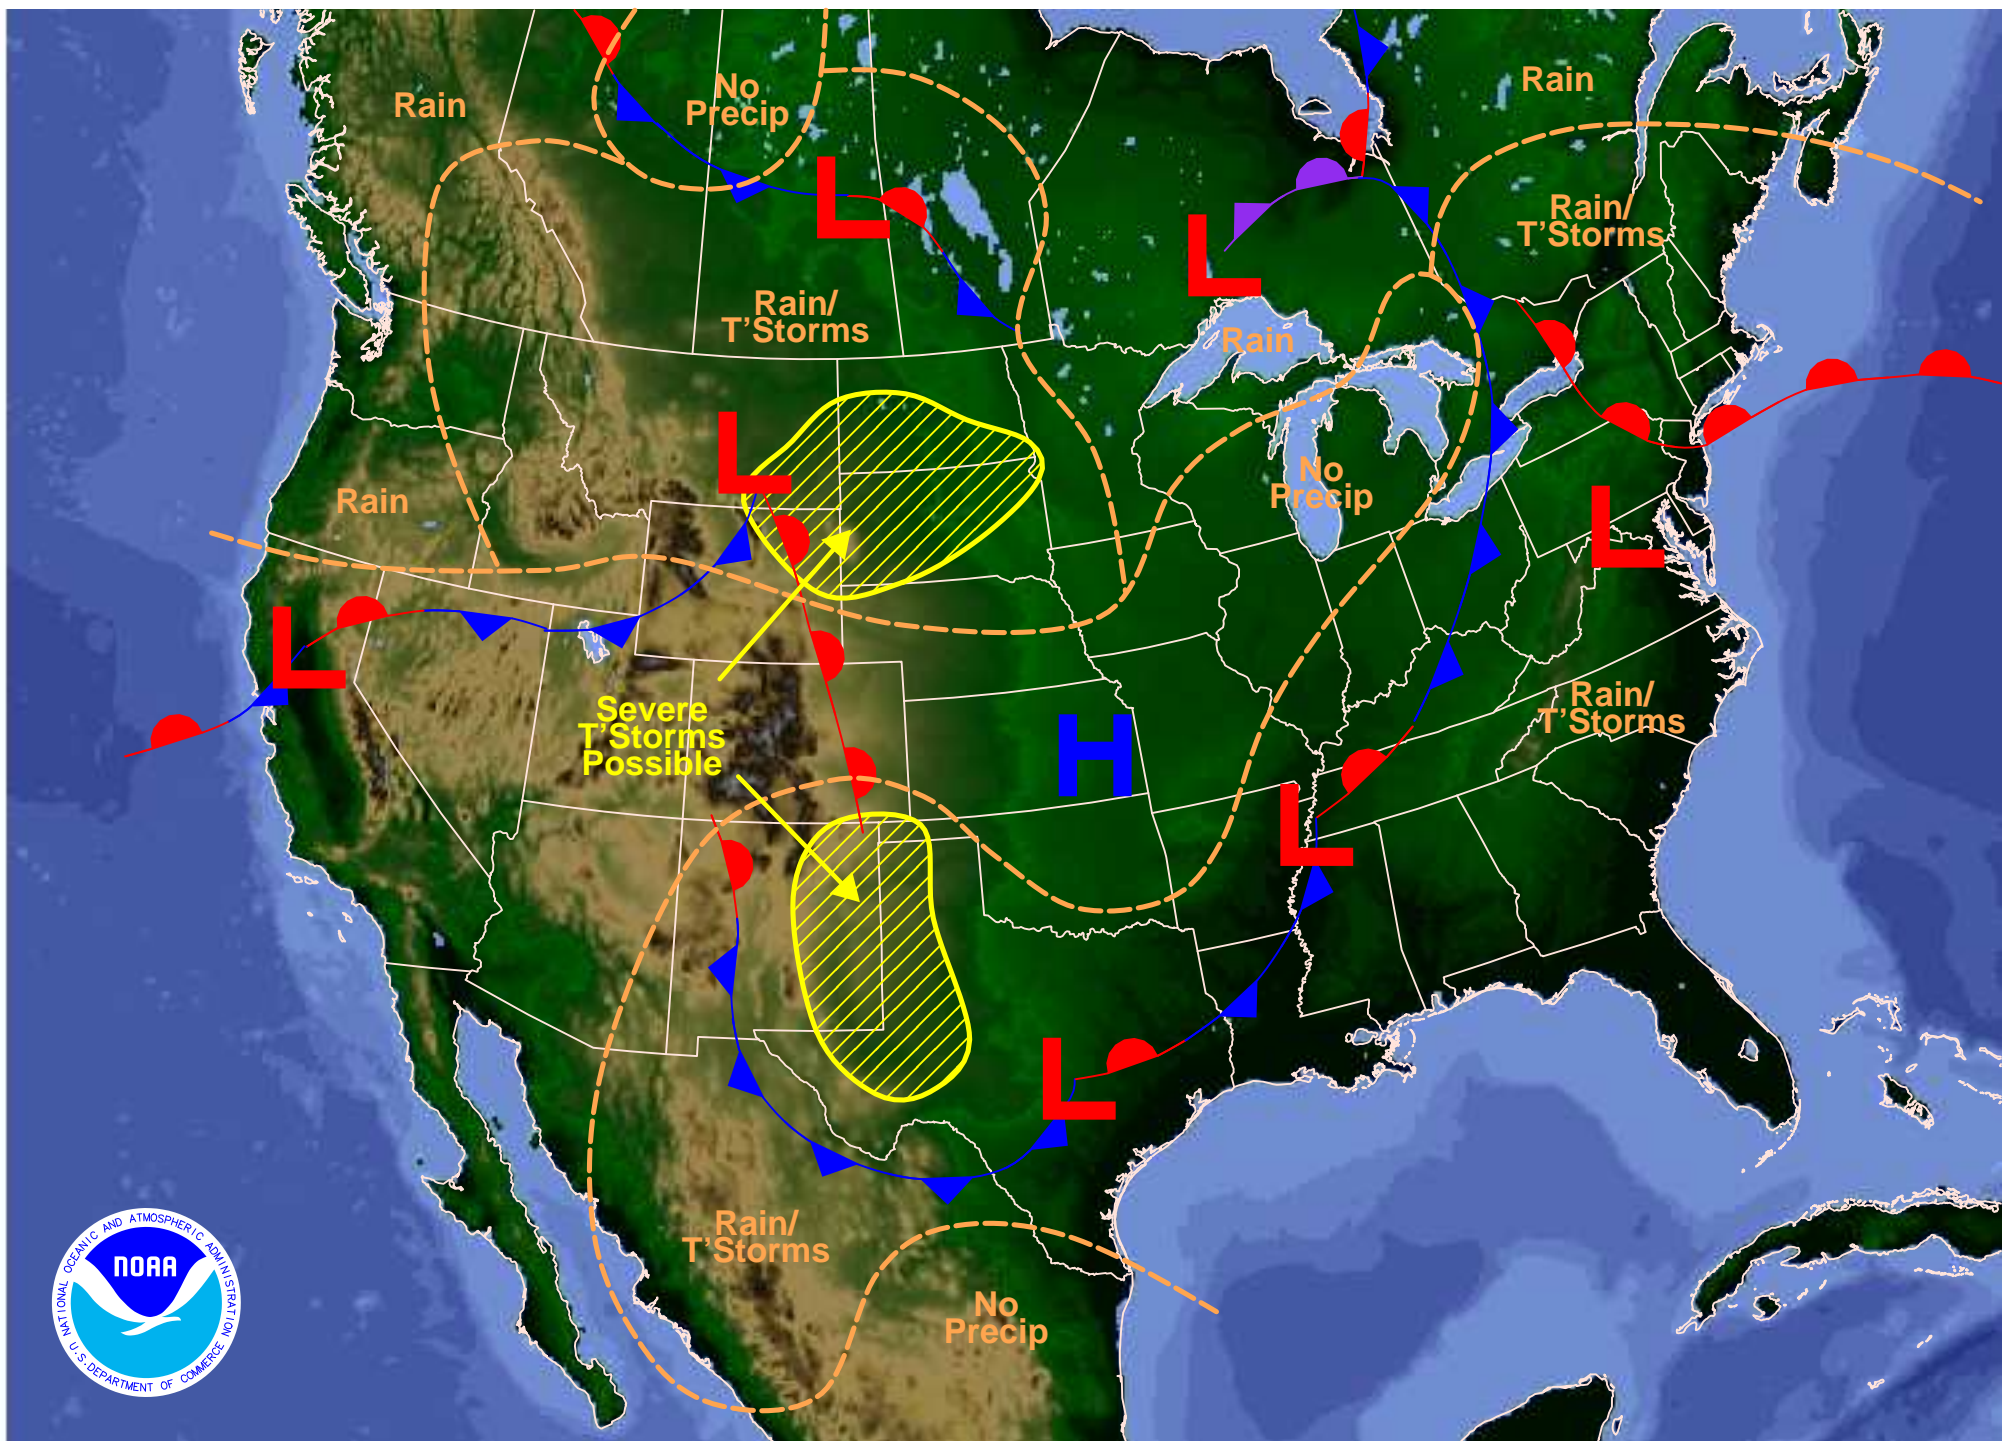 Rain
No
Precip
Rain
Rain/
T'Storms
Rain/
T'Storms
Rain
No
Precip
Rain
L
L
L
L
L
L
L
H
Severe
T'Storms
Possible
Rain/
T'Storms
Rain/
T'Storms
No
Precip
NATIONAL OCEANIC AND ATMOSPHERIC ADMINISTRATION
NOAA
U.S. DEPARTMENT OF COMMERCE